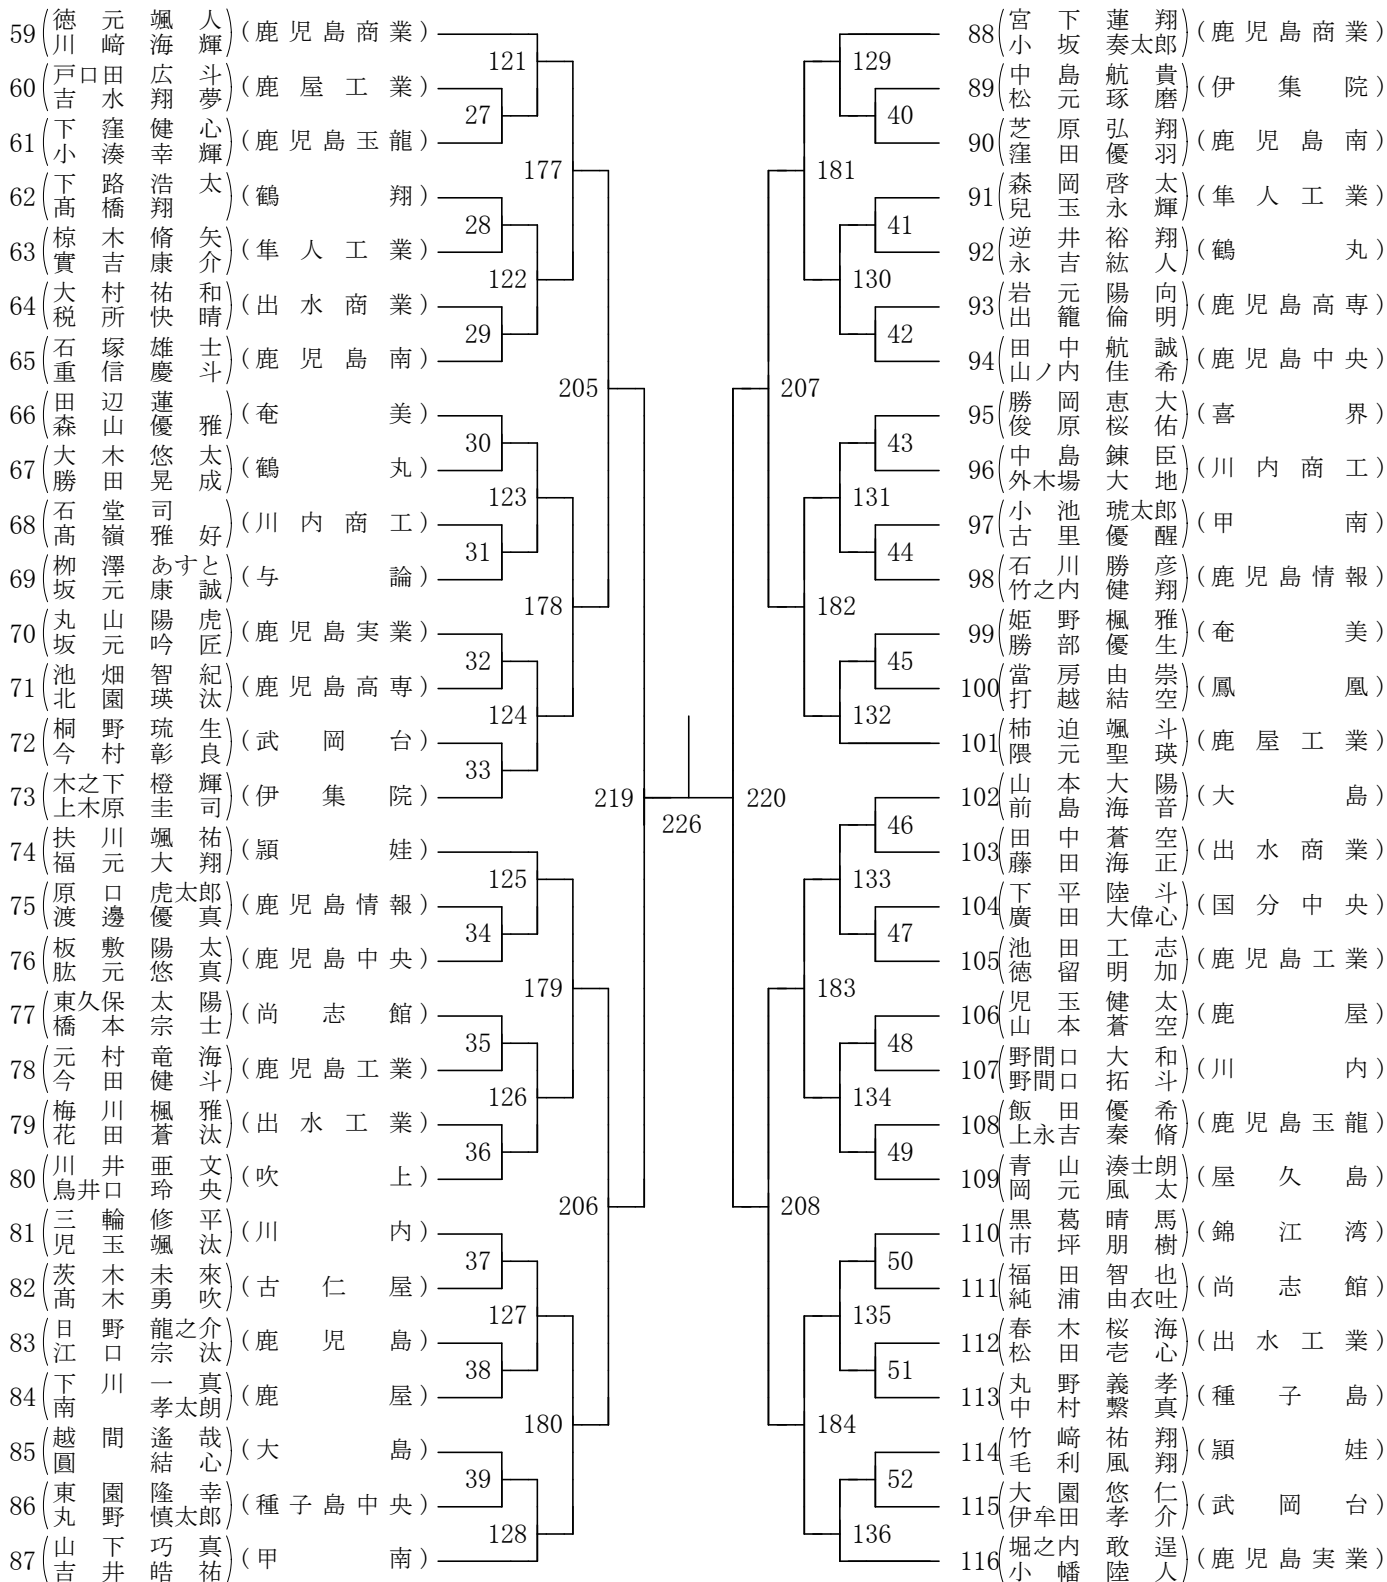 59 (徳元颯人 川﨑海輝) (鹿児島商業)
60 (戸口田広斗 吉水翔夢) (鹿屋工業)
61 (下窪健心 小湊幸輝) (鹿児島玉龍)
62 (下路浩太 髙橋翔) (鶴翔)
63 (椋木脩矢 實吉康介) (隼人工業)
64 (大村祐和 税所快晴) (出水商業)
65 (石塚雄士 重信慶斗) (鹿児島南)
66 (田辺蓮 森山優雅) (奄美)
67 (大木悠太 勝田晃成) (鶴丸)
68 (石堂司 髙嶺雅好) (川内商工)
69 (栁澤あすと 坂元康誠) (与論)
70 (丸山陽虎 坂元吟匠) (鹿児島実業)
71 (池畑智紀 北園瑛汰) (鹿児島高専)
72 (桐野琉生 今村彰良) (武岡台)
73 (木之下橙輝 上木原圭司) (伊集院)
74 (扶川颯祐 福元大翔) (頴娃)
75 (原口虎太郎 渡邊優真) (鹿児島情報)
76 (板敷陽太 肱元悠真) (鹿児島中央)
77 (東久保太陽 橋本宗士) (尚志館)
78 (元村竜海 今田健斗) (鹿児島工業)
79 (梅川楓雅 花田蒼汰) (出水工業)
80 (川井亜文 鳥井口玲央) (吹上)
81 (三輪修平 児玉颯汰) (川内)
82 (茨木未來 髙木勇吹) (古仁屋)
83 (日野龍之介 江口宗汰) (鹿児島)
84 (下川一真 南孝太朗) (鹿屋)
85 (越間遙哉 圓結心) (大島)
86 (東園隆幸 丸野慎太郎) (種子島中央)
87 (山下巧真 吉井皓祐) (甲南)
121
27
177
28
122
29
205
30
123
31
178
32
124
33
219
125
34
179
35
126
36
206
37
127
38
180
39
128
226
220
129
40
181
41
130
42
207
43
131
44
182
45
132
46
133
47
183
48
134
49
208
50
135
51
184
52
136
88 (宮下蓮翔 小坂奏太郎) (鹿児島商業)
89 (中島航貴 松元琢磨) (伊集院)
90 (芝原弘翔 窪田優羽) (鹿児島南)
91 (森岡啓太 兒玉永輝) (隼人工業)
92 (逆井裕翔 永吉紘人) (鶴丸)
93 (岩元陽向 出籠倫明) (鹿児島高専)
94 (田中航誠 山ノ内佳希) (鹿児島中央)
95 (勝岡恵大 俊原桜佑) (喜界)
96 (中島錬臣 外木場大地) (川内商工)
97 (小池琥太郎 古里優醒) (甲南)
98 (石川勝彦 竹之内健翔) (鹿児島情報)
99 (姫野楓雅 勝部優生) (奄美)
100 (當房由崇 打越結空) (鳳凰)
101 (柿迫颯斗 隈元聖瑛) (鹿屋工業)
102 (山本大陽 前島海音) (大島)
103 (田中蒼空 藤田海正) (出水商業)
104 (下平陸斗 廣田大偉心) (国分中央)
105 (池田工志 徳留明加) (鹿児島工業)
106 (児玉健太 山本蒼空) (鹿屋)
107 (野間口大和 野間口拓斗) (川内)
108 (飯田優希 上永吉秦脩) (鹿児島玉龍)
109 (青山湊士朗 岡元風太) (屋久島)
110 (黒葛晴馬 市坪朋樹) (錦江湾)
111 (福田智也 純浦由衣吐) (尚志館)
112 (春木桜海 松田壱心) (出水工業)
113 (丸野義孝 中村繋真) (種子島)
114 (竹﨑祐翔 毛利風翔) (頴娃)
115 (大園悠仁 伊牟田孝介) (武岡台)
116 (堀之内敢逞 小幡陸人) (鹿児島実業)